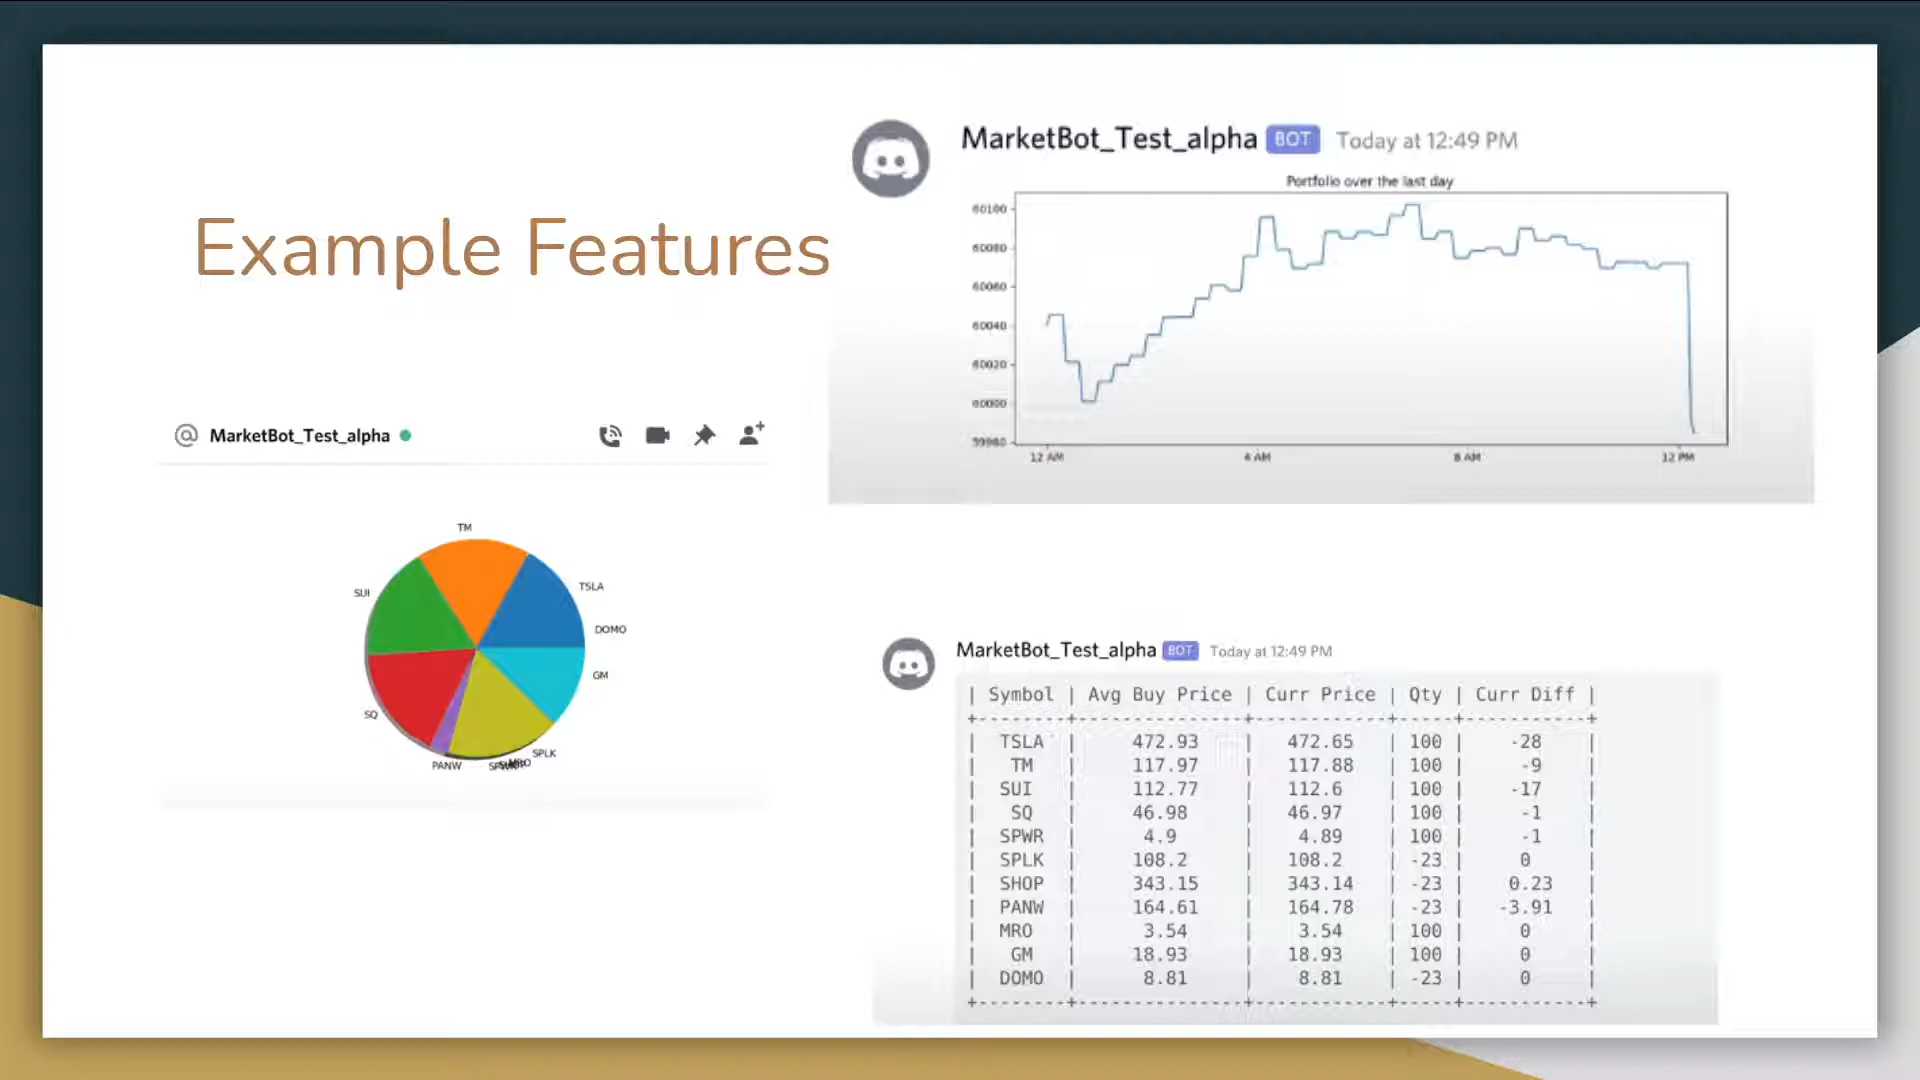 Example Features
MarketBot_Test_alpha BOT Today at 12:49 PM
Portfolio over the last day
60100
60080
60060
60040
60020
60000
59980
12 AM 4 AM 8 AM 12 PM
@ MarketBot_Test_alpha
TM
TSLA
SUI
DOMO
GM
SQ
SPLK
PANW
MRO
MarketBot_Test_alpha BOT Today at 12:49 PM
| Symbol | Avg Buy Price | Curr Price | Qty | Curr Diff |
+--------+---------------+------------+-----+-----------+
| TSLA | 472.93 | 472.65 | 100 | -28 |
| TM | 117.97 | 117.88 | 100 | -9 |
| SUI | 112.77 | 112.6 | 100 | -17 |
| SQ | 46.98 | 46.97 | 100 | -1 |
| SPWR | 4.9 | 4.89 | 100 | -1 |
| SPLK | 108.2 | 108.2 | -23 | 0 |
| SHOP | 343.15 | 343.14 | -23 | 0.23 |
| PANW | 164.61 | 164.78 | -23 | -3.91 |
| MRO | 3.54 | 3.54 | 100 | 0 |
| GM | 18.93 | 18.93 | 100 | 0 |
| DOMO | 8.81 | 8.81 | -23 | 0 |
+--------+---------------+------------+-----+-----------+